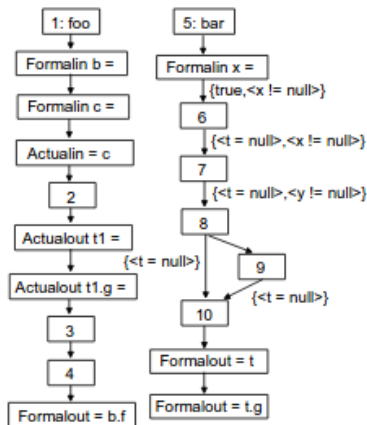 1: foo
Formalin b =
Formalin c =
Actualin = c
2
Actualout t1 =
Actualout t1.g =
3
4
Formalout = b.f
5: bar
Formalin x =
{true,<x != null>}
6
{<t = null>,<x != null>}
7
{<t = null>,<y != null>}
8
{<t = null>}
9
{<t = null>}
10
Formalout = t
Formalout = t.g